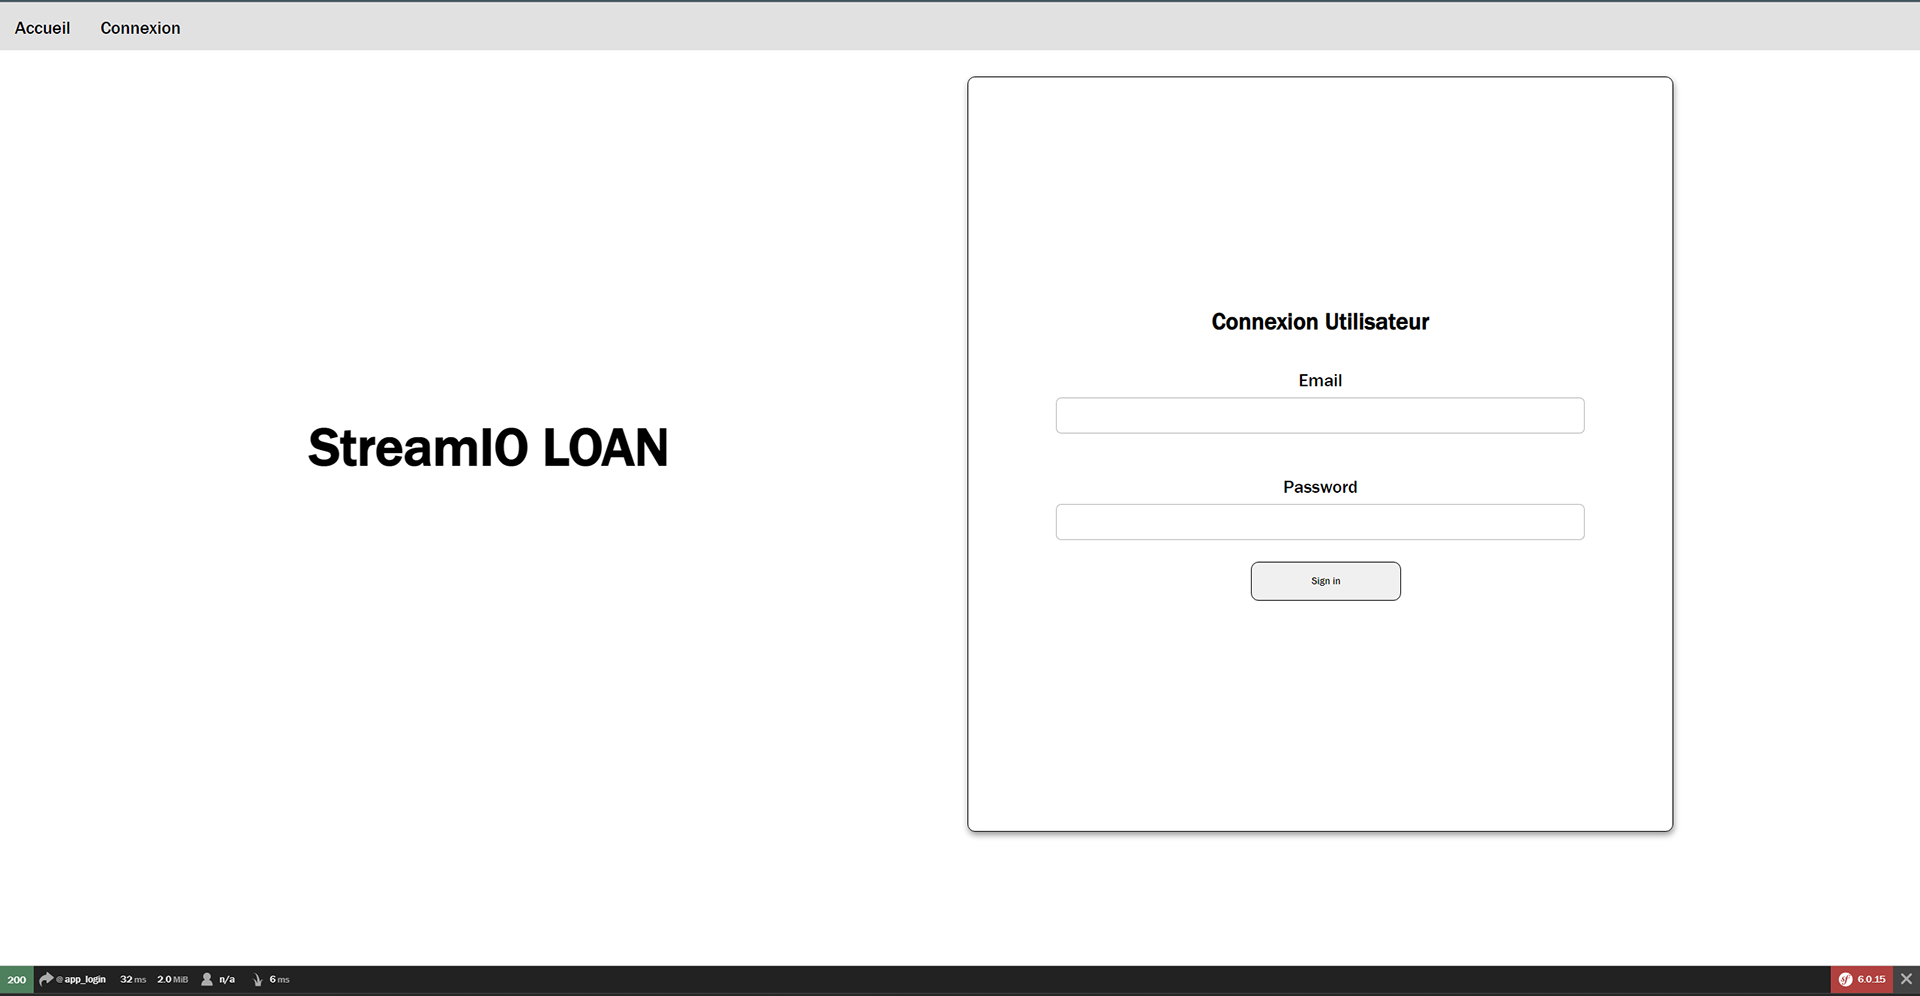 Accueil Connexion
StreamIO LOAN
Connexion Utilisateur
Email
Password
Sign in
200 @ app_login 32 ms 2.0 MiB n/a 6 ms 6.0.15